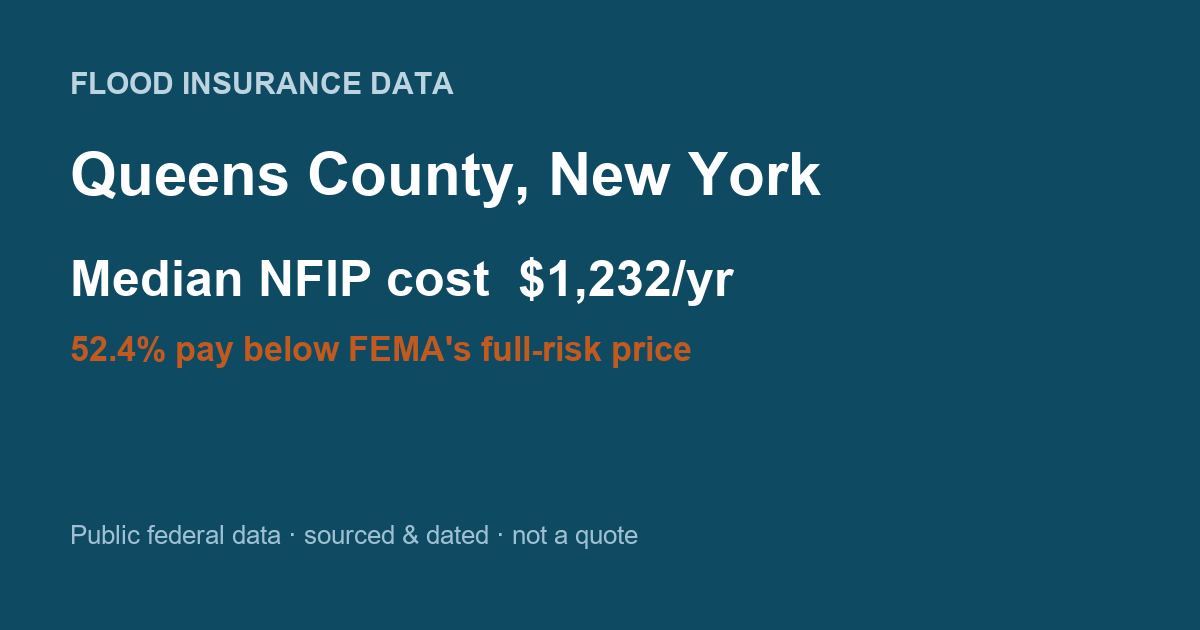 FLOOD INSURANCE DATA
Queens County, New York
Median NFIP cost  $1,232/yr
52.4% pay below FEMA's full-risk price
Public federal data · sourced & dated · not a quote